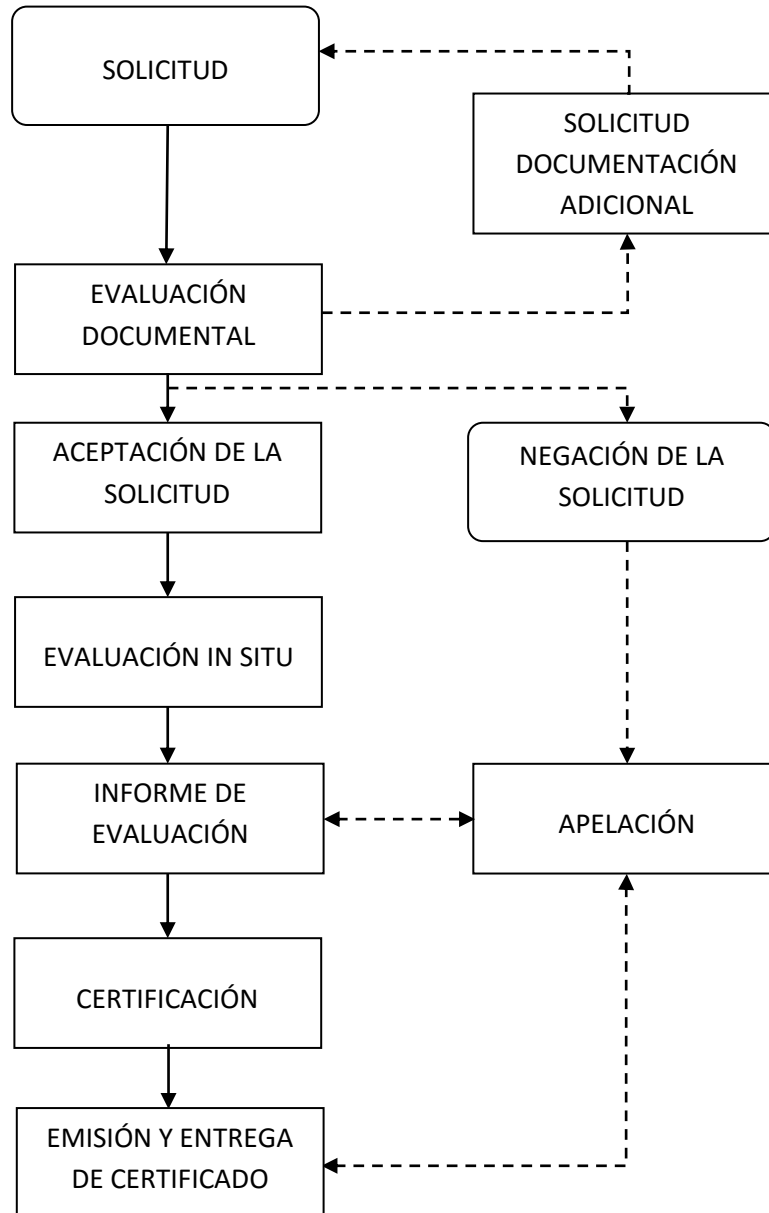 SOLICITUD
SOLICITUD
DOCUMENTACIÓN
ADICIONAL
EVALUACIÓN
DOCUMENTAL
ACEPTACIÓN DE LA
SOLICITUD
NEGACIÓN DE LA
SOLICITUD
EVALUACIÓN IN SITU
INFORME DE
EVALUACIÓN
APELACIÓN
CERTIFICACIÓN
EMISIÓN Y ENTREGA
DE CERTIFICADO